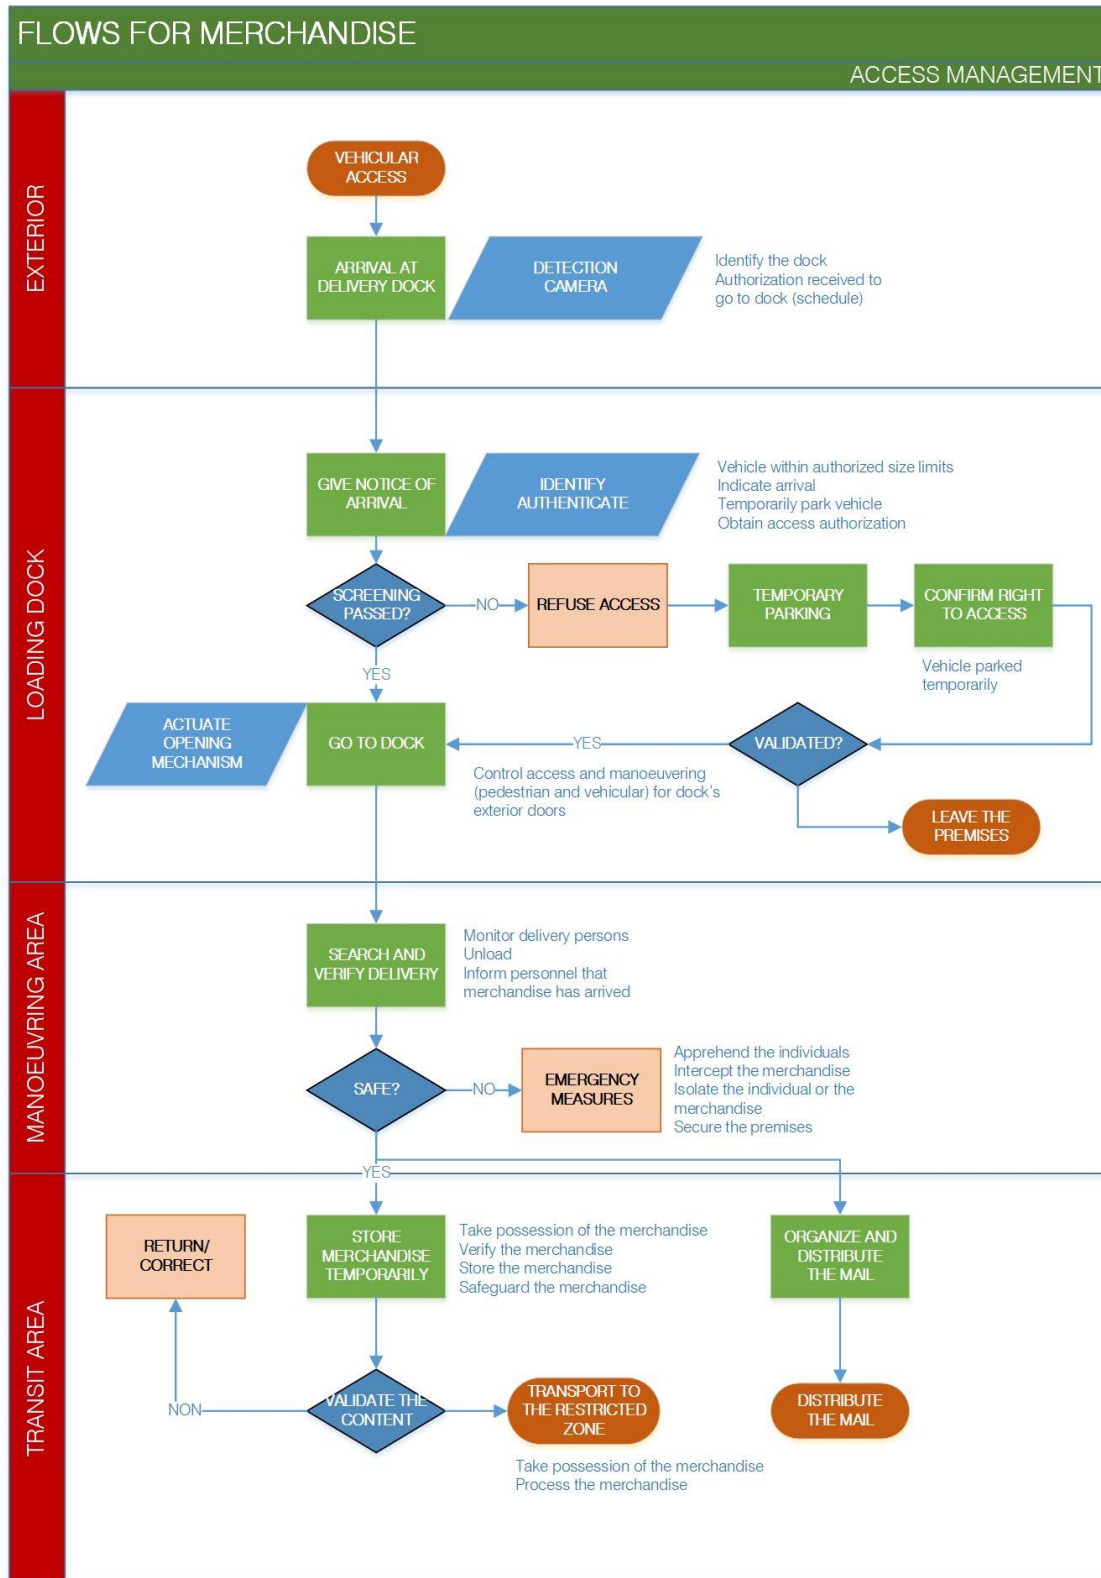 FLOWS FOR MERCHANDISE
ACCESS MANAGEMENT
EXTERIOR
VEHICULAR
ACCESS
ARRIVAL AT
DELIVERY DOCK
DETECTION
CAMERA
Identify the dock
Authorization received to
go to dock (schedule)
LOADING DOCK
GIVE NOTICE OF
ARRIVAL
IDENTIFY
AUTHENTICATE
Vehicle within authorized size limits
Indicate arrival
Temporarily park vehicle
Obtain access authorization
SCREENING
PASSED?
NO
REFUSE ACCESS
TEMPORARY
PARKING
CONFIRM RIGHT
TO ACCESS
Vehicle parked
temporarily
YES
ACTUATE
OPENING
MECHANISM
GO TO DOCK
YES
VALIDATED?
Control access and manoeuvering
(pedestrian and vehicular) for dock's
exterior doors
LEAVE THE
PREMISES
MANOEUVRING AREA
SEARCH AND
VERIFY DELIVERY
Monitor delivery persons
Unload
Inform personnel that
merchandise has arrived
SAFE?
NO
EMERGENCY
MEASURES
Apprehend the individuals
Intercept the merchandise
Isolate the individual or the
merchandise
Secure the premises
YES
TRANSIT AREA
RETURN/
CORRECT
STORE
MERCHANDISE
TEMPORARILY
Take possession of the merchandise
Verify the merchandise
Store the merchandise
Safeguard the merchandise
ORGANIZE AND
DISTRIBUTE
THE MAIL
NON
VALIDATE THE
CONTENT
TRANSPORT TO
THE RESTRICTED
ZONE
DISTRIBUTE
THE MAIL
Take possession of the merchandise
Process the merchandise